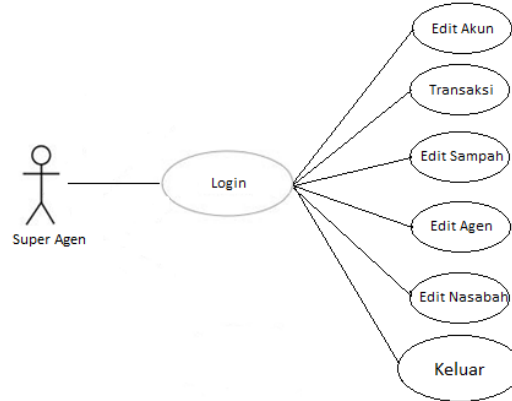 Edit Akun
Transaksi
Edit Sampah
Login
Edit Agen
Super Agen
Edit Nasabah
Keluar